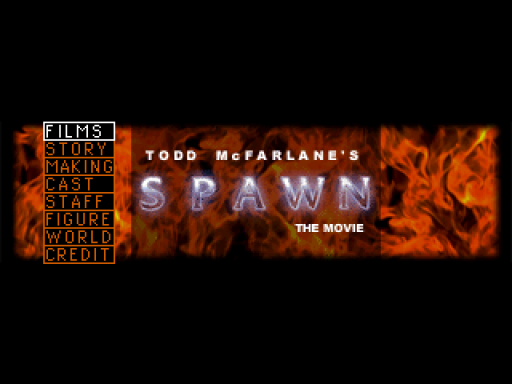 FILMS
STORY
MAKING
CAST
STAFF
FIGURE
WORLD
CREDIT
TODD McFARLANE'S
SPAWN
THE MOVIE